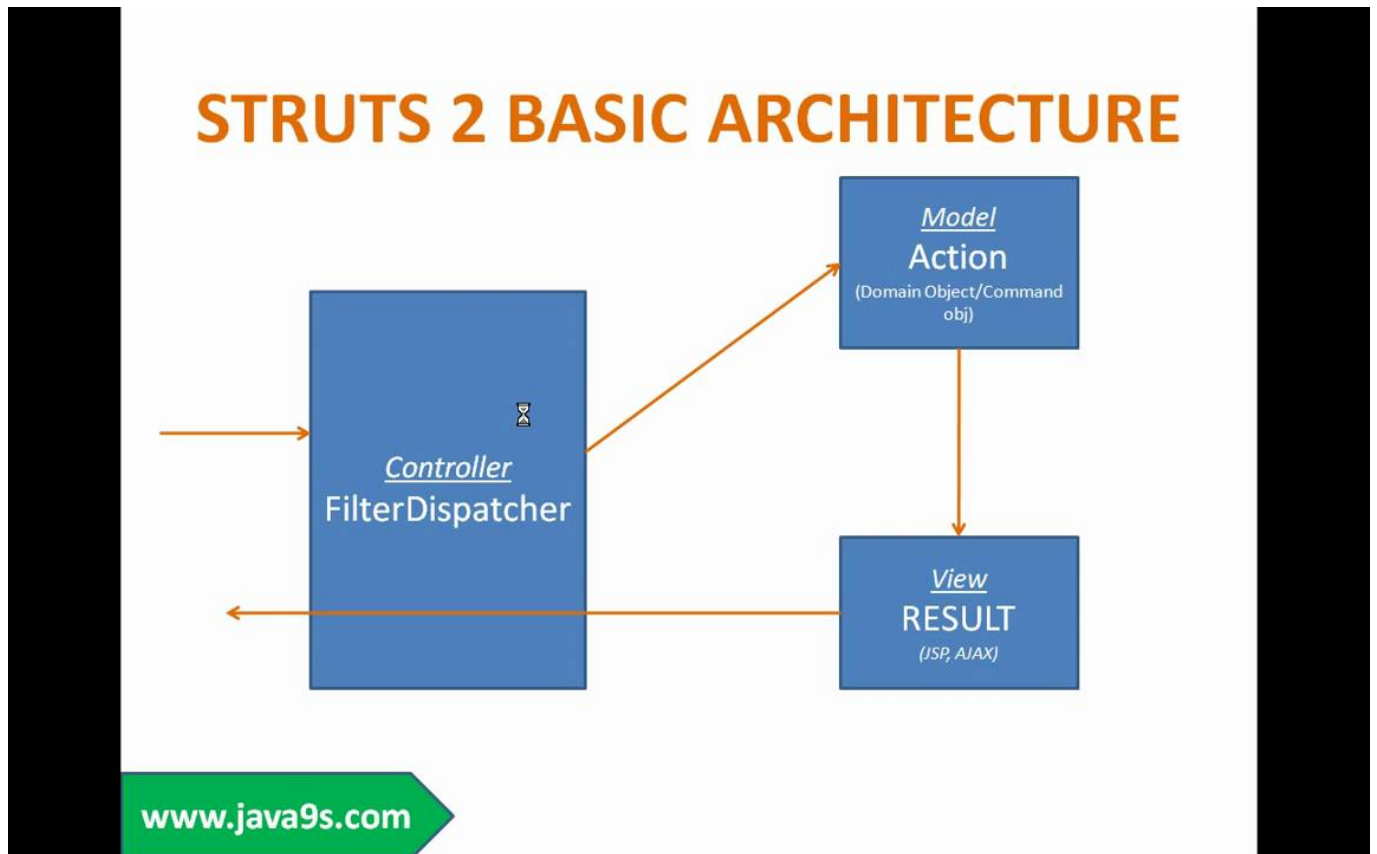 STRUTS 2 BASIC ARCHITECTURE
Model
Action
(Domain Object/Command
obj)
Controller
FilterDispatcher
View
RESULT
(JSP, AJAX)
www.java9s.com